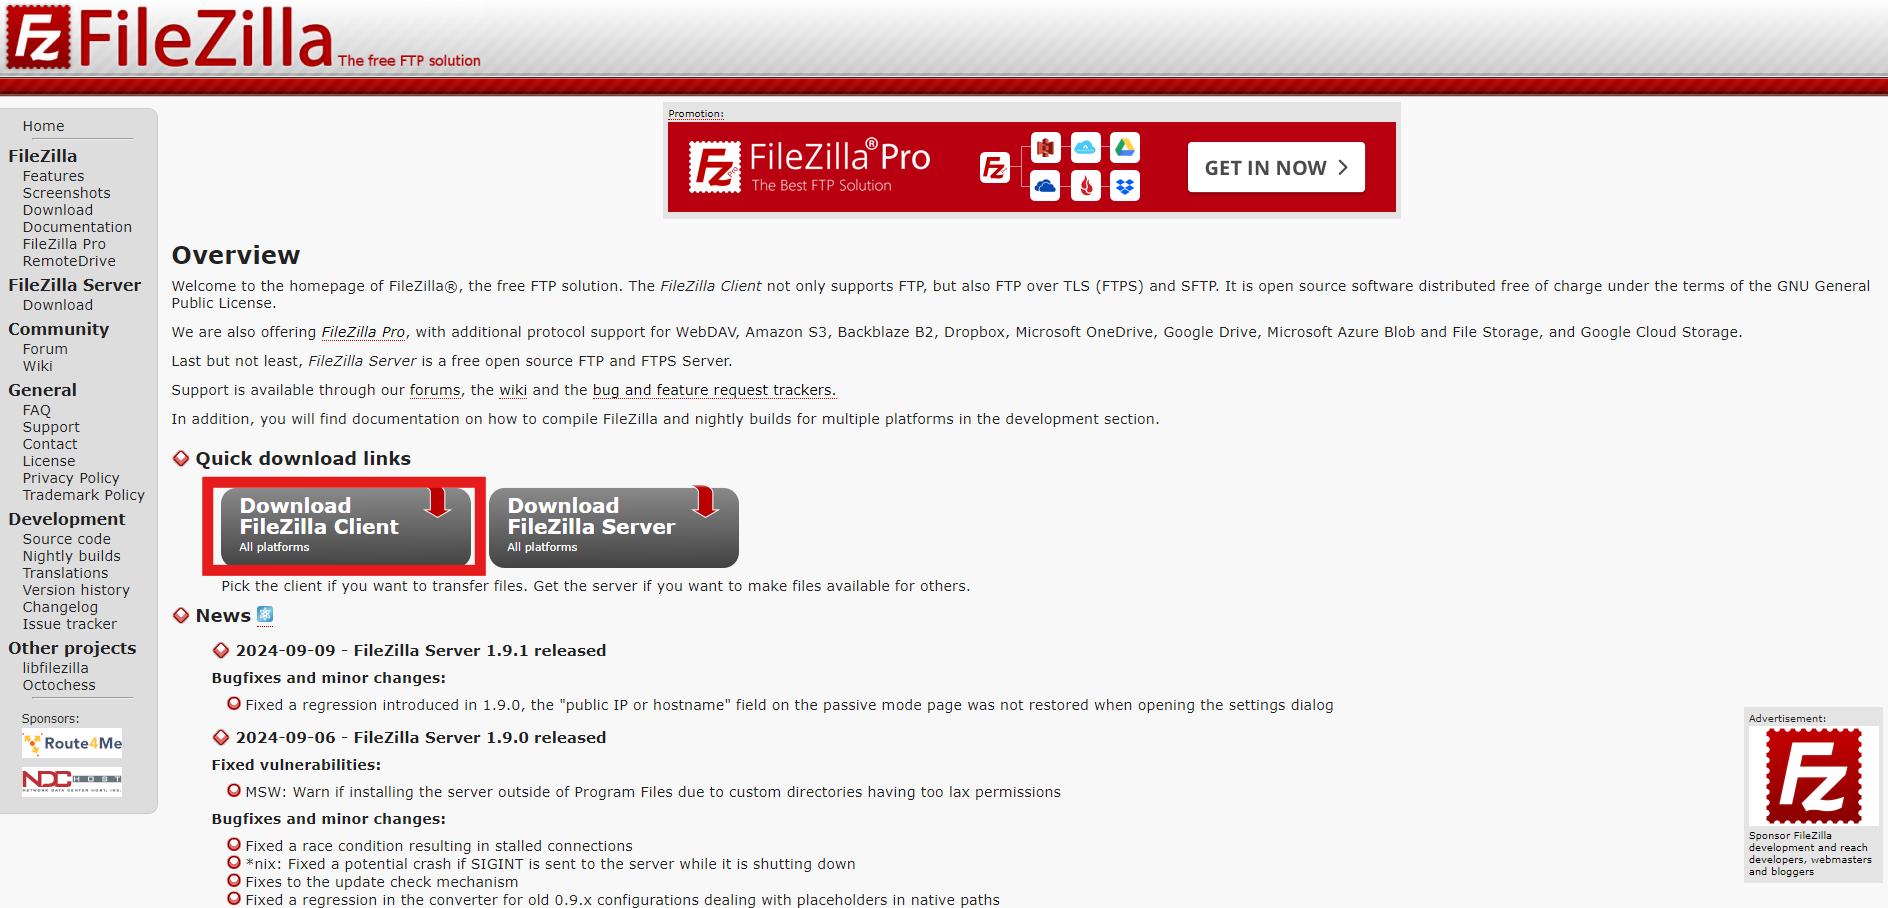 FileZilla The free FTP solution
Home
FileZilla
Features
Screenshots
Download
Documentation
FileZilla Pro
RemoteDrive
FileZilla Server
Download
Community
Forum
Wiki
General
FAQ
Support
Contact
License
Privacy Policy
Trademark Policy
Development
Source code
Nightly builds
Translations
Version history
Changelog
Issue tracker
Other projects
libfilezilla
Octochess
Sponsors:
Route4Me
NDC HOST
NETWORK DATA CENTER HOST, INC.
Promotion:
Fz Pro
FileZilla® Pro
The Best FTP Solution
GET IN NOW
Overview
Welcome to the homepage of FileZilla®, the free FTP solution. The FileZilla Client not only supports FTP, but also FTP over TLS (FTPS) and SFTP. It is open source software distributed free of charge under the terms of the GNU General
Public License.
We are also offering FileZilla Pro, with additional protocol support for WebDAV, Amazon S3, Backblaze B2, Dropbox, Microsoft OneDrive, Google Drive, Microsoft Azure Blob and File Storage, and Google Cloud Storage.
Last but not least, FileZilla Server is a free open source FTP and FTPS Server.
Support is available through our forums, the wiki and the bug and feature request trackers.
In addition, you will find documentation on how to compile FileZilla and nightly builds for multiple platforms in the development section.
Quick download links
Download
FileZilla Client
All platforms
Download
FileZilla Server
All platforms
Pick the client if you want to transfer files. Get the server if you want to make files available for others.
News
2024-09-09 - FileZilla Server 1.9.1 released
Bugfixes and minor changes:
Fixed a regression introduced in 1.9.0, the "public IP or hostname" field on the passive mode page was not restored when opening the settings dialog
2024-09-06 - FileZilla Server 1.9.0 released
Fixed vulnerabilities:
MSW: Warn if installing the server outside of Program Files due to custom directories having too lax permissions
Bugfixes and minor changes:
Fixed a race condition resulting in stalled connections
*nix: Fixed a potential crash if SIGINT is sent to the server while it is shutting down
Fixes to the update check mechanism
Fixed a regression in the converter for old 0.9.x configurations dealing with placeholders in native paths
Advertisement:
Fz
Sponsor FileZilla
development and reach
developers, webmasters
and bloggers